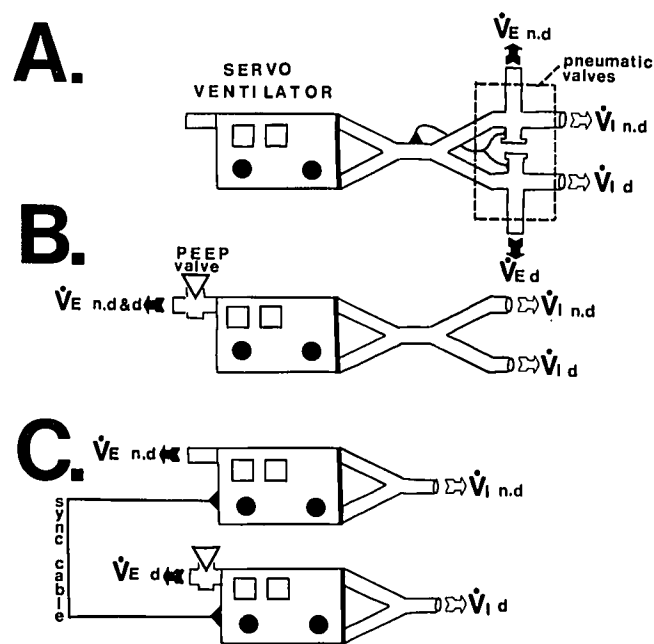 A.
SERVO
VENTILATOR
V̇E n.d
pneumatic
valves
V̇I n.d
V̇I d
V̇E d
B.
PEEP
valve
V̇E n.d&d
V̇I n.d
V̇I d
C.
V̇E n.d
V̇I n.d
sync cable
V̇E d
V̇I d